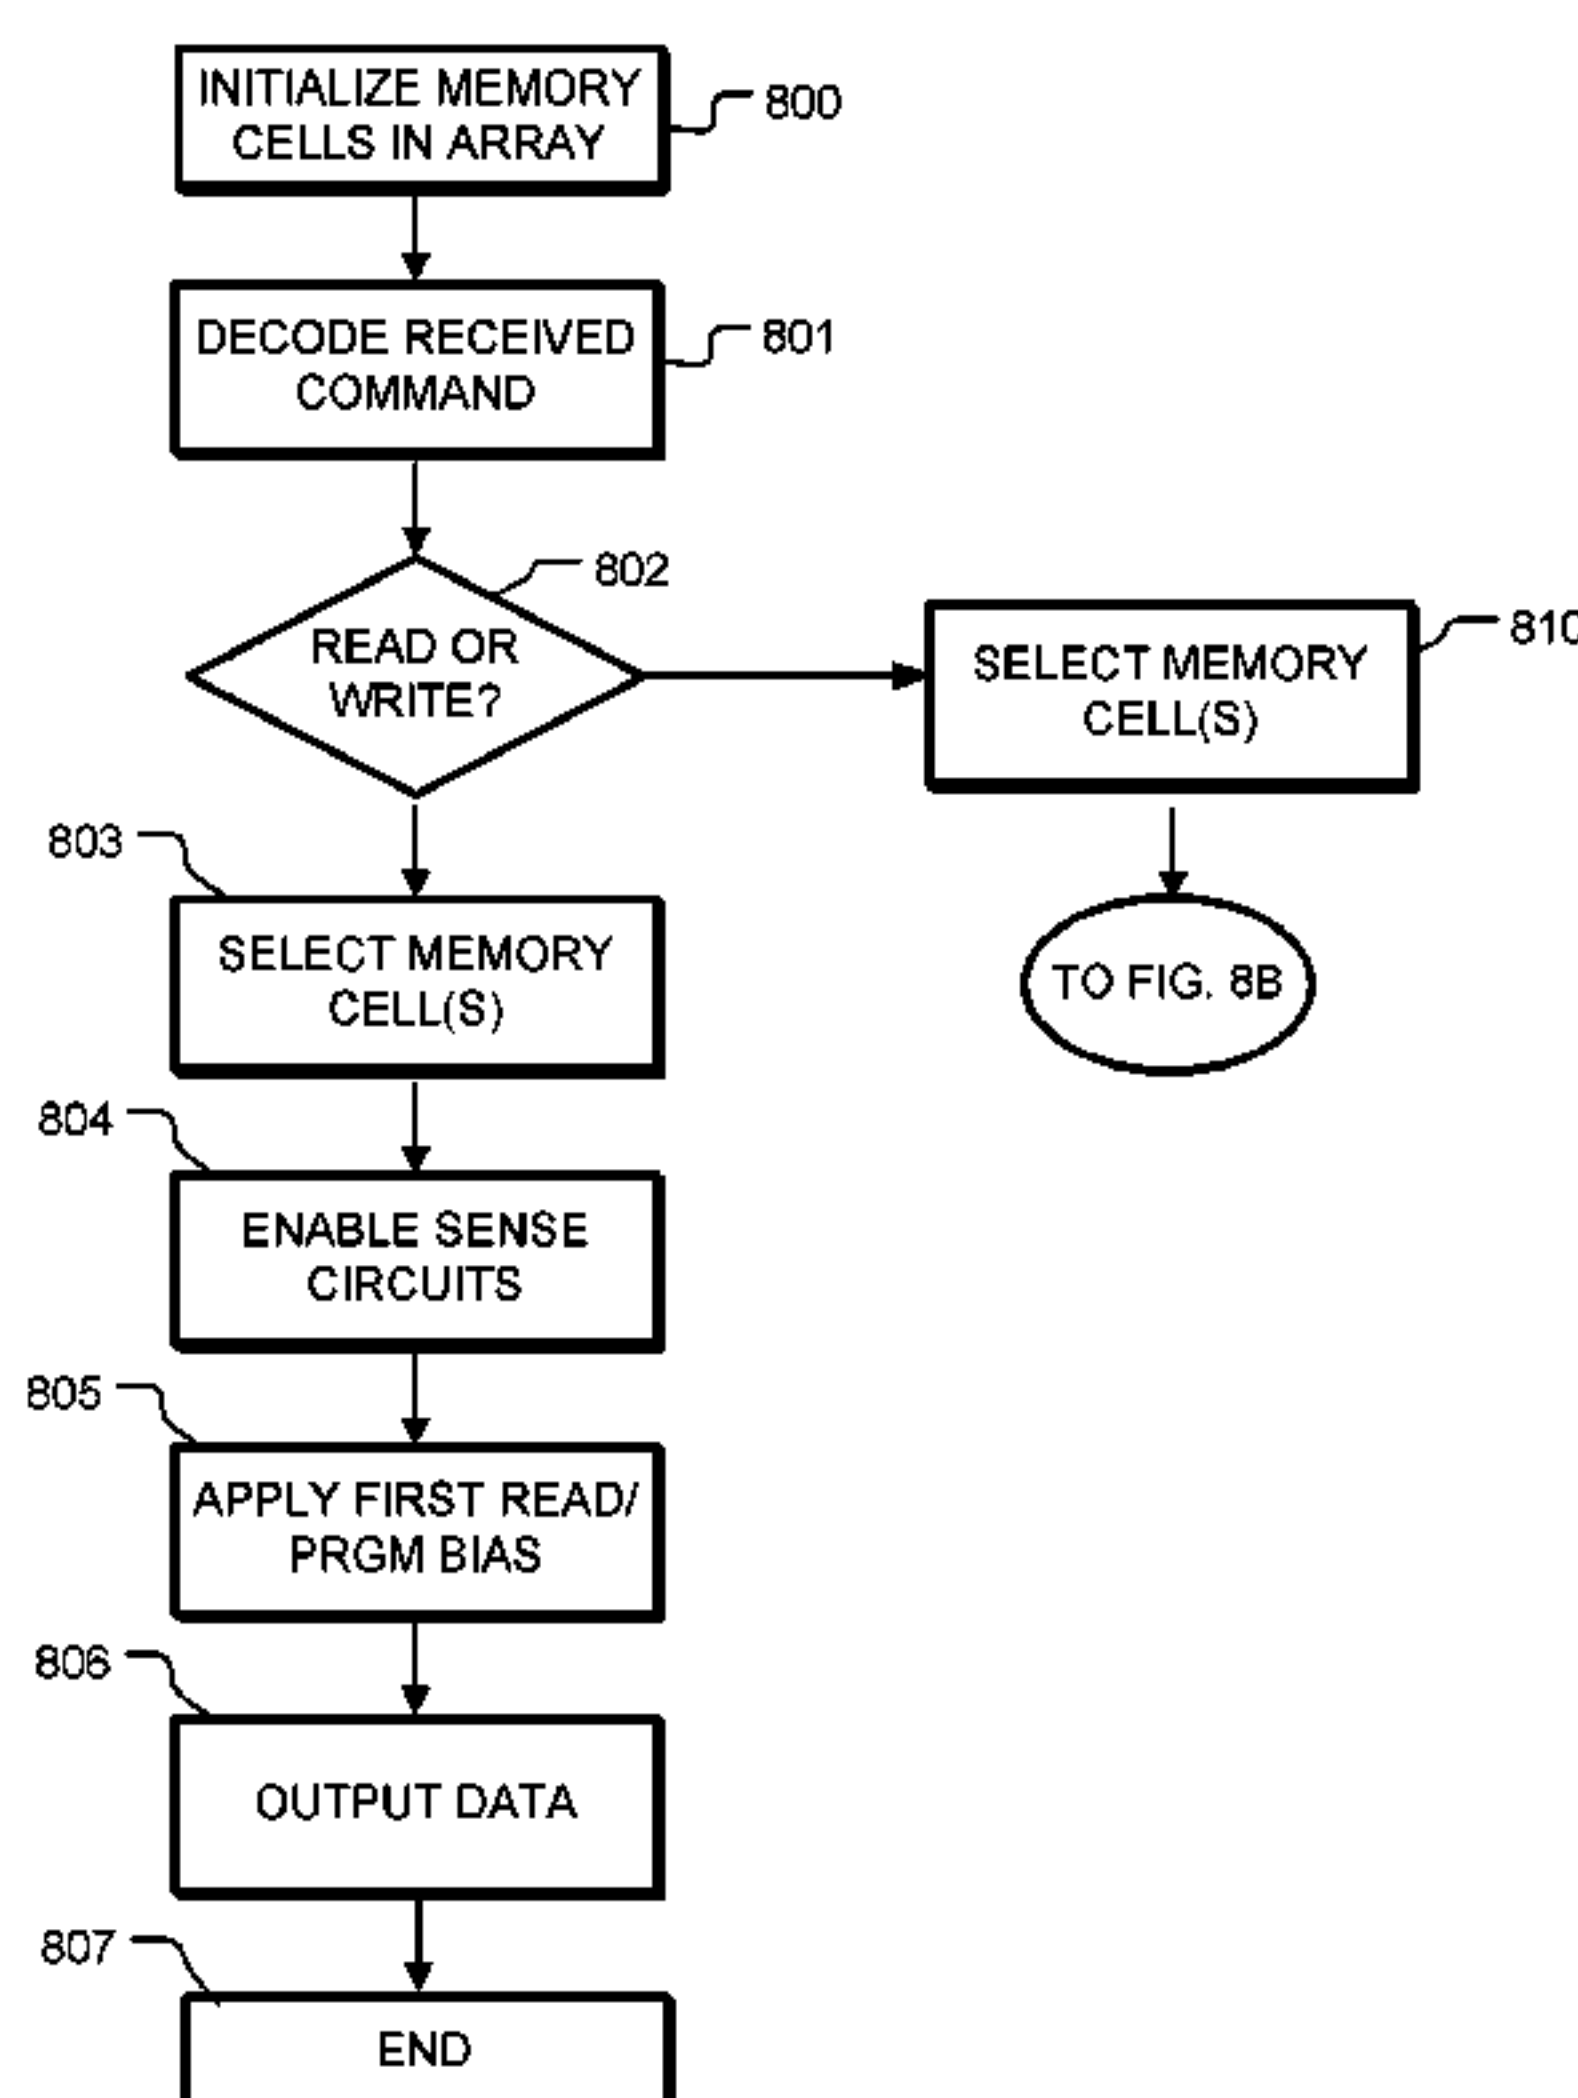 INITIALIZE MEMORY
CELLS IN ARRAY
800
DECODE RECEIVED
COMMAND
801
802
READ OR
WRITE?
810
SELECT MEMORY
CELL(S)
TO FIG. 8B
803
SELECT MEMORY
CELL(S)
804
ENABLE SENSE
CIRCUITS
805
APPLY FIRST READ/
PRGM BIAS
806
OUTPUT DATA
807
END